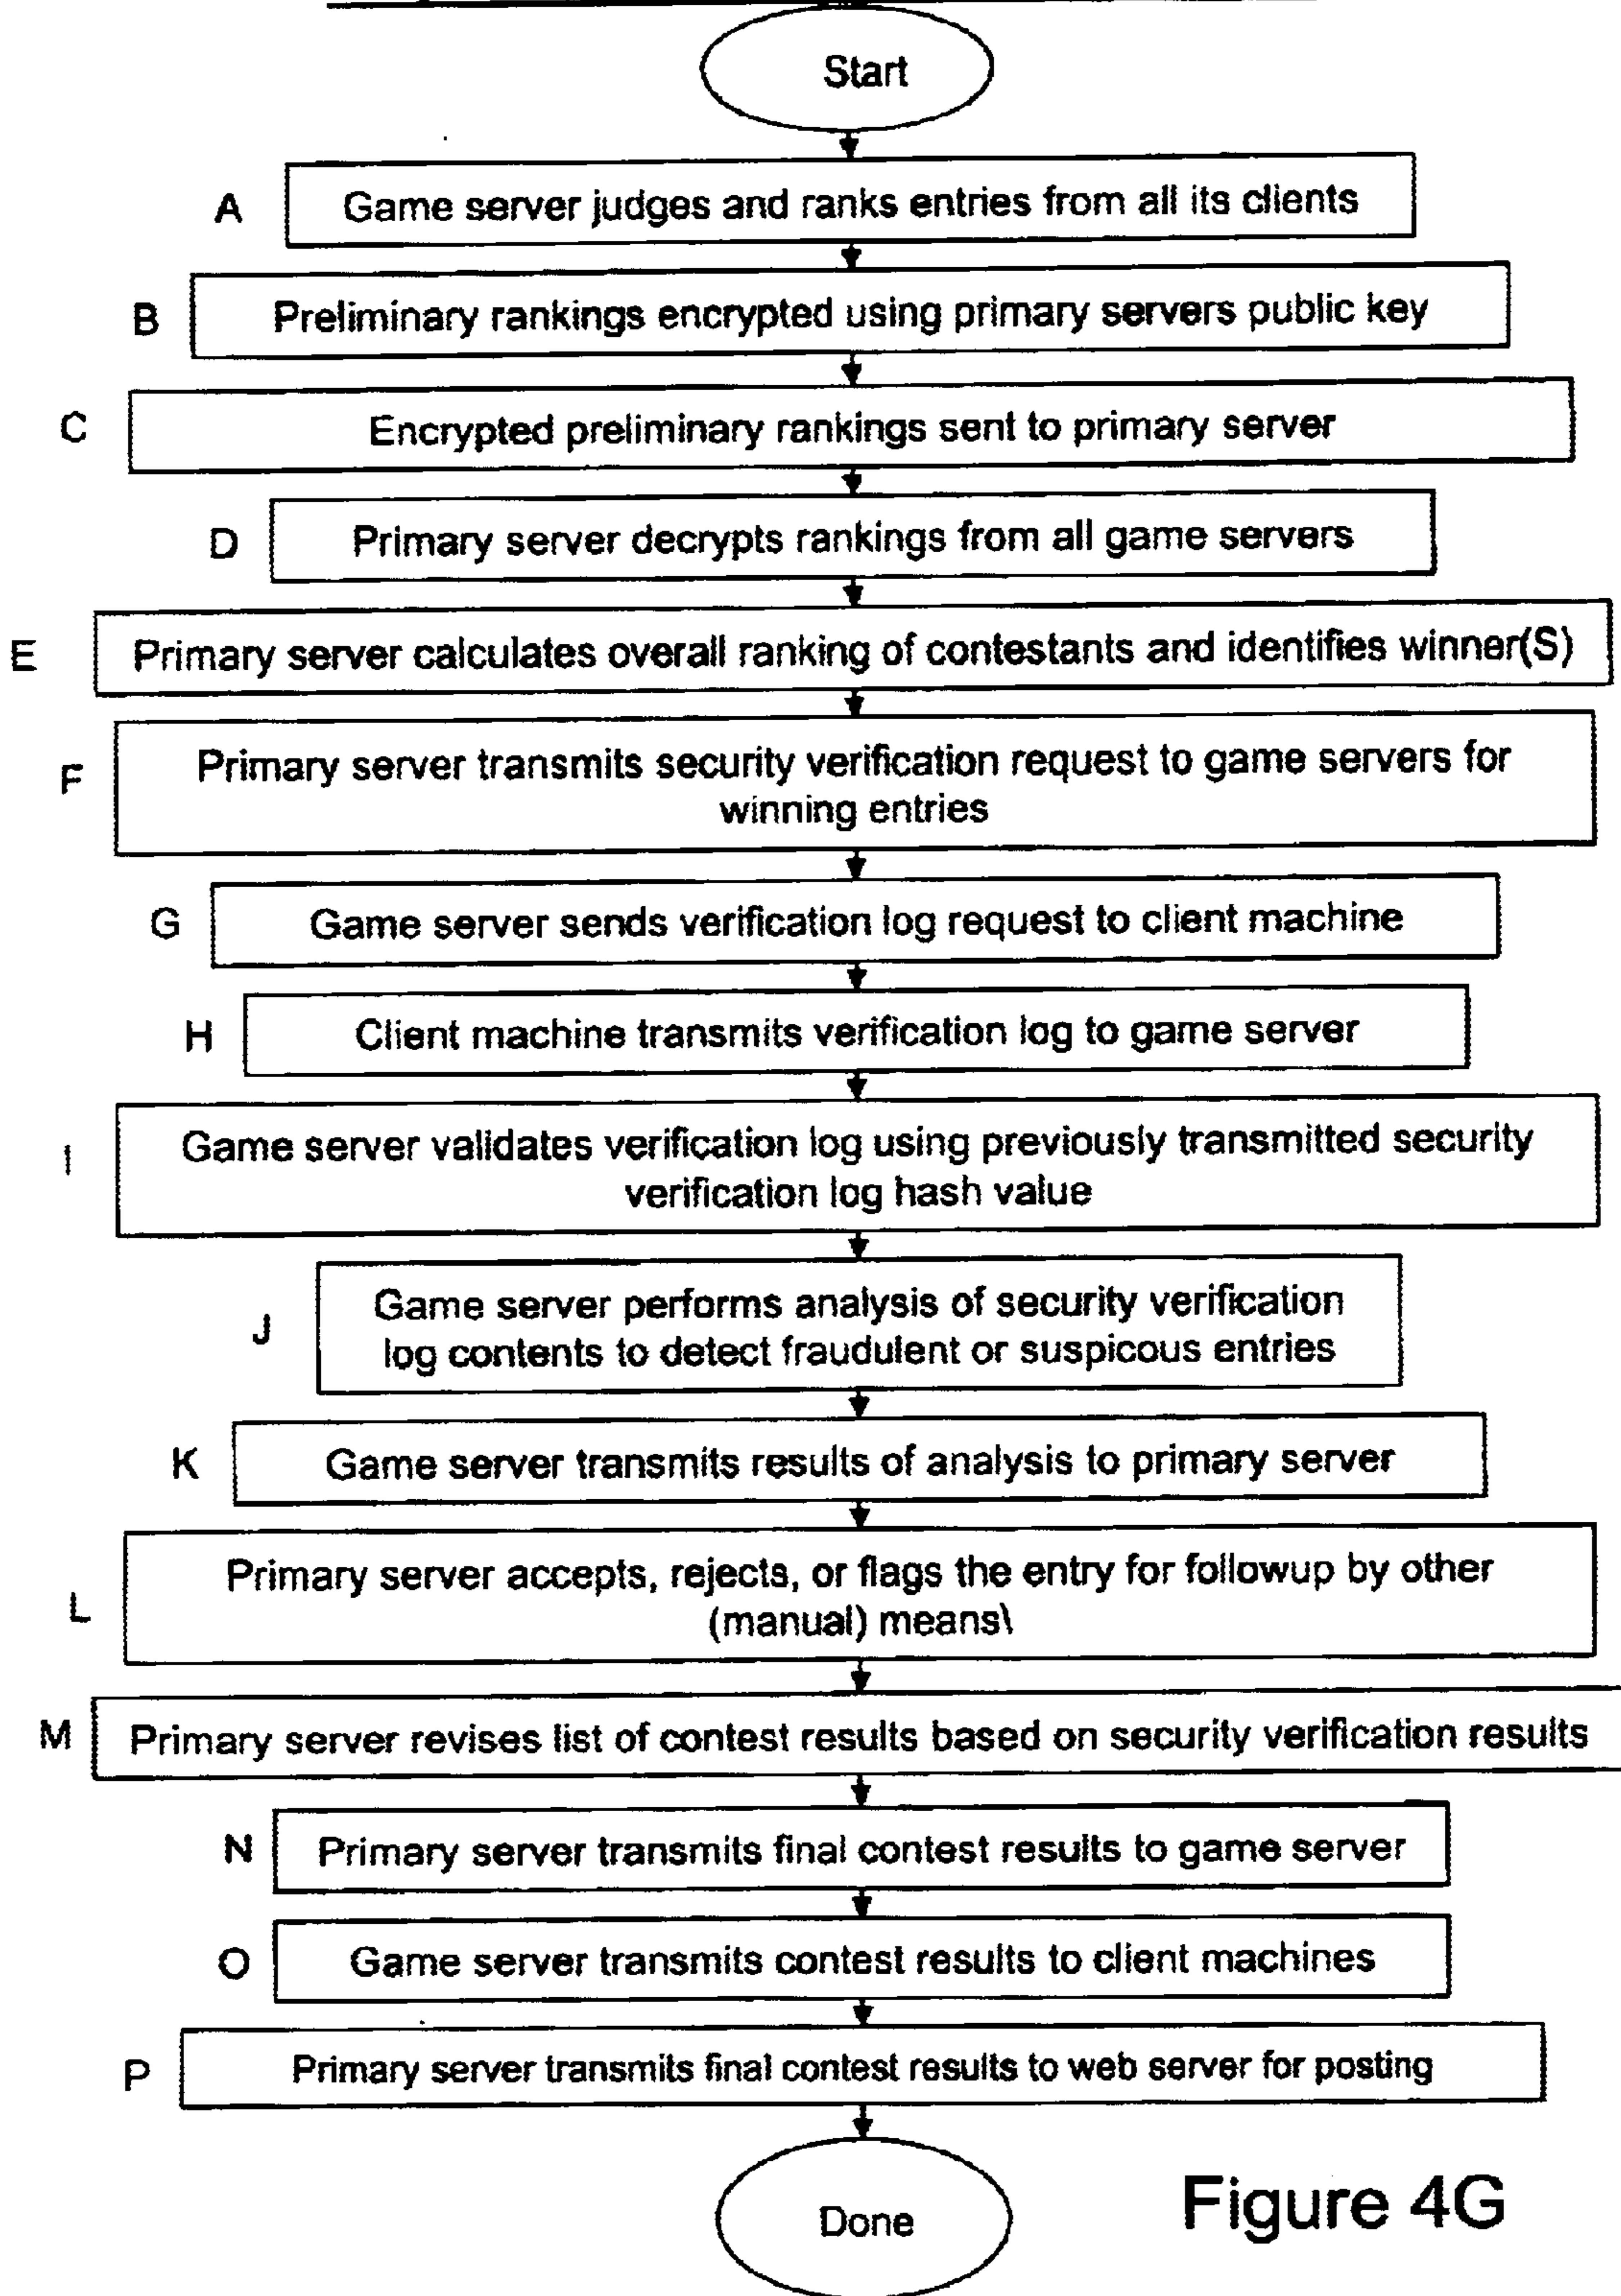 Start
A
Game server judges and ranks entries from all its clients
B
Preliminary rankings encrypted using primary servers public key
C
Encrypted preliminary rankings sent to primary server
D
Primary server decrypts rankings from all game servers
E
Primary server calculates overall ranking of contestants and identifies winner(S)
F
Primary server transmits security verification request to game servers for
winning entries
G
Game server sends verification log request to client machine
H
Client machine transmits verification log to game server
I
Game server validates verification log using previously transmitted security
verification log hash value
J
Game server performs analysis of security verification
log contents to detect fraudulent or suspicous entries
K
Game server transmits results of analysis to primary server
L
Primary server accepts, rejects, or flags the entry for followup by other
(manual) means\
M
Primary server revises list of contest results based on security verification results
N
Primary server transmits final contest results to game server
O
Game server transmits contest results to client machines
P
Primary server transmits final contest results to web server for posting
Done
Figure 4G